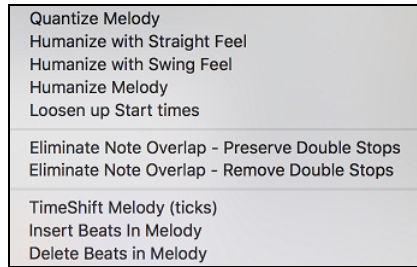 Quantize Melody
Humanize with Straight Feel
Humanize with Swing Feel
Humanize Melody
Loosen up Start times
Eliminate Note Overlap - Preserve Double Stops
Eliminate Note Overlap - Remove Double Stops
TimeShift Melody (ticks)
Insert Beats In Melody
Delete Beats in Melody